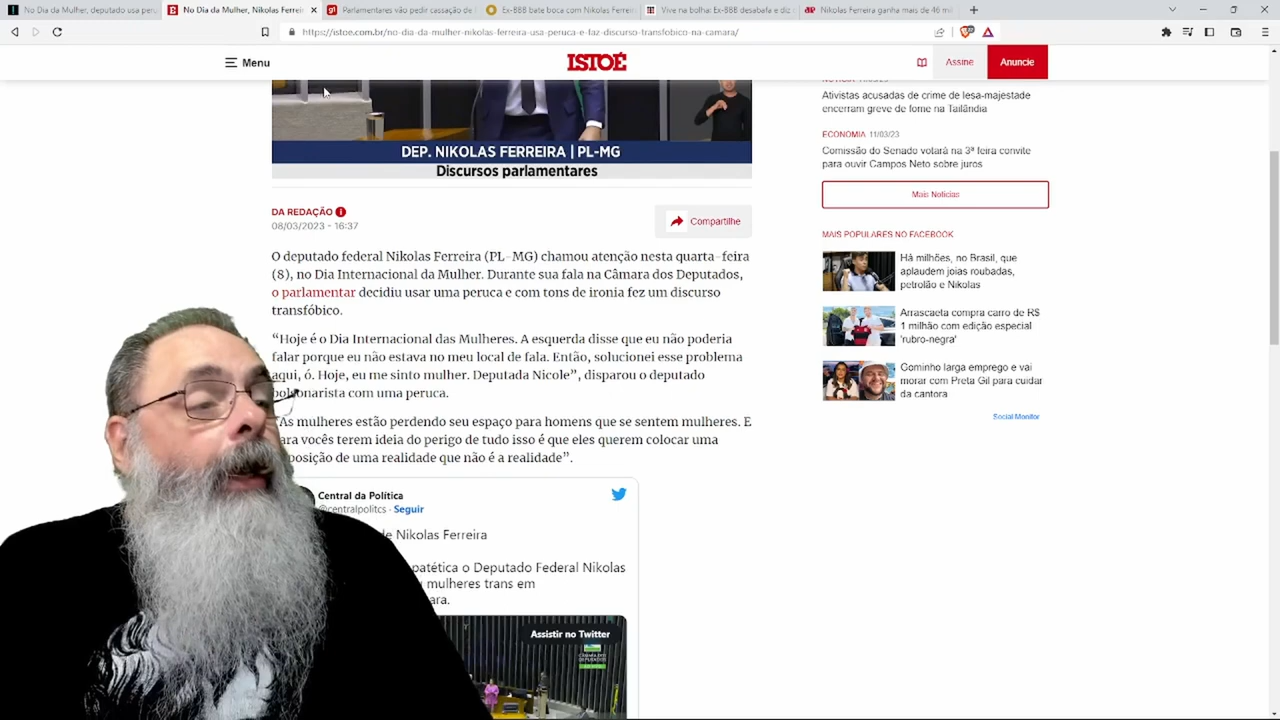 No Dia da Mulher, deputado usa peru
No Dia da Mulher, Nikolas Ferrei
Parlamentares vão pedir cassação de
Ex-BBB bate boca com Nikolas Ferrei
Vive na bolha: Ex-BBB desabafa e diz
Nikolas Ferreira ganha mais de 46 mil
https://istoe.com.br/no-dia-da-mulher-nikolas-ferreira-usa-peruca-e-faz-discurso-transfobico-na-camara/
Menu
ISTOÉ
Assine
Anuncie
DEP. NIKOLAS FERREIRA | PL-MG
Discursos parlamentares
DA REDAÇÃO
08/03/2023 - 16:37
Compartilhe
O deputado federal Nikolas Ferreira (PL-MG) chamou atenção nesta quarta-feira
(8), no Dia Internacional da Mulher. Durante sua fala na Câmara dos Deputados,
o parlamentar decidiu usar uma peruca e com tons de ironia fez um discurso
transfóbico.
“Hoje é o Dia Internacional das Mulheres. A esquerda disse que eu não poderia
falar porque eu não estava no meu local de fala. Então, solucionei esse problema
aqui, ó. Hoje, eu me sinto mulher. Deputada Nicole”, disparou o deputado
bolsonarista com uma peruca.
“As mulheres estão perdendo seu espaço para homens que se sentem mulheres. E
para vocês terem ideia do perigo de tudo isso é que eles querem colocar uma
posição de uma realidade que não é a realidade”.
Central da Política
@centralpolitcs · Seguir
de Nikolas Ferreira
patética o Deputado Federal Nikolas
mulheres trans em
ara.
Assistir no Twitter
11/03/23
Ativistas acusadas de crime de lesa-majestade
encerram greve de fome na Tailândia
ECONOMIA 11/03/23
Comissão do Senado votará na 3ª feira convite
para ouvir Campos Neto sobre juros
Mais Notícias
MAIS POPULARES NO FACEBOOK
Há milhões, no Brasil, que
aplaudem joias roubadas,
petrolão e Nikolas
Arrascaeta compra carro de R$
1 milhão com edição especial
'rubro-negra'
Gominho larga emprego e vai
morar com Preta Gil para cuidar
da cantora
Social Monitor